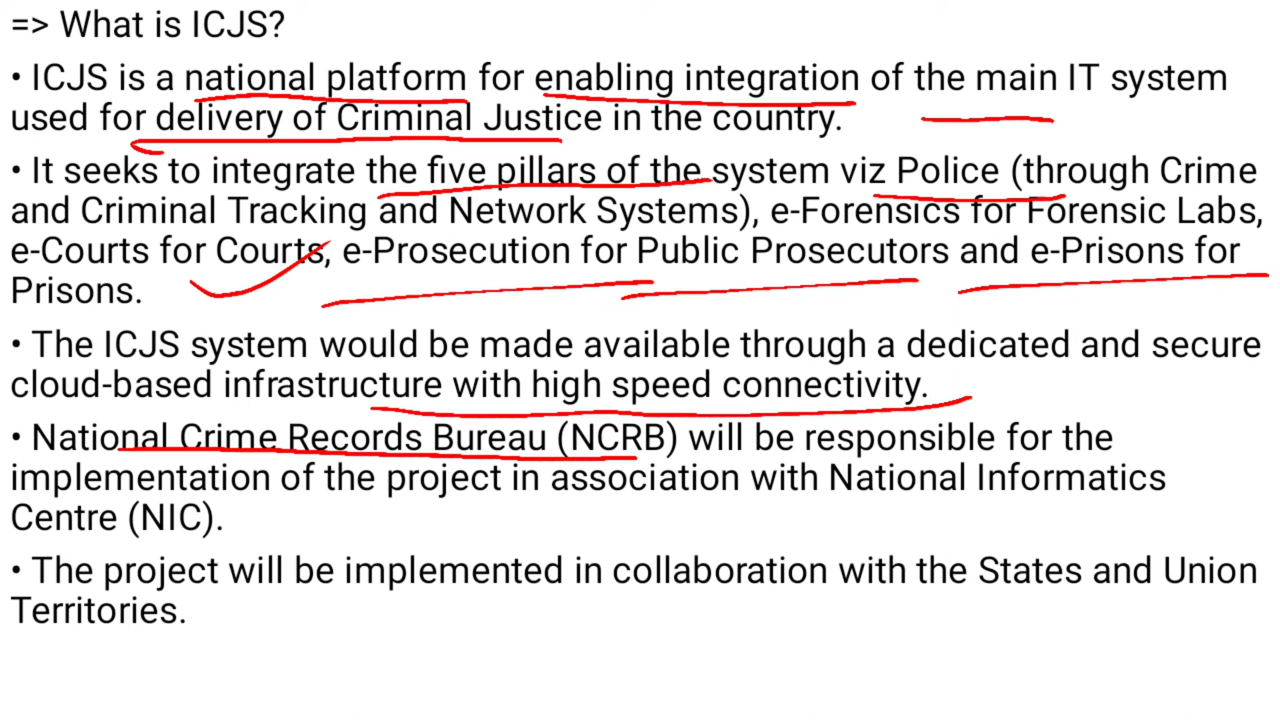 => What is ICJS?
• ICJS is a national platform for enabling integration of the main IT system
used for delivery of Criminal Justice in the country.
• It seeks to integrate the five pillars of the system viz Police (through Crime
and Criminal Tracking and Network Systems), e-Forensics for Forensic Labs,
e-Courts for Courts, e-Prosecution for Public Prosecutors and e-Prisons for
Prisons.
• The ICJS system would be made available through a dedicated and secure
cloud-based infrastructure with high speed connectivity.
• National Crime Records Bureau (NCRB) will be responsible for the
implementation of the project in association with National Informatics
Centre (NIC).
• The project will be implemented in collaboration with the States and Union
Territories.